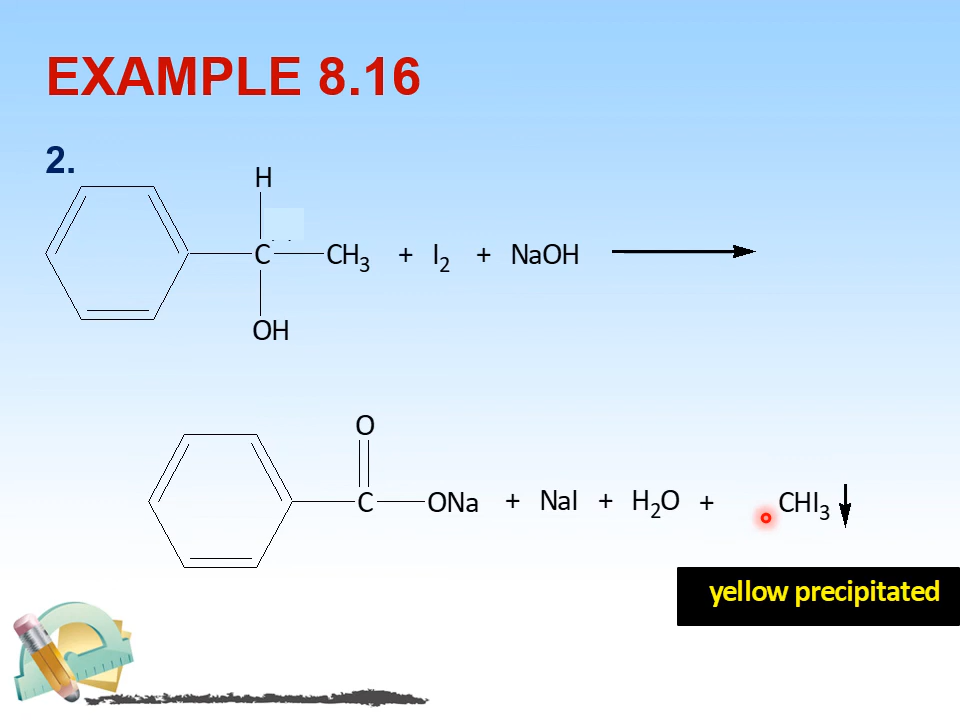 EXAMPLE 8.16
2.
H
C CH₃ + I₂ + NaOH
OH
O
C ONa + NaI + H₂O + CHI₃
yellow precipitated